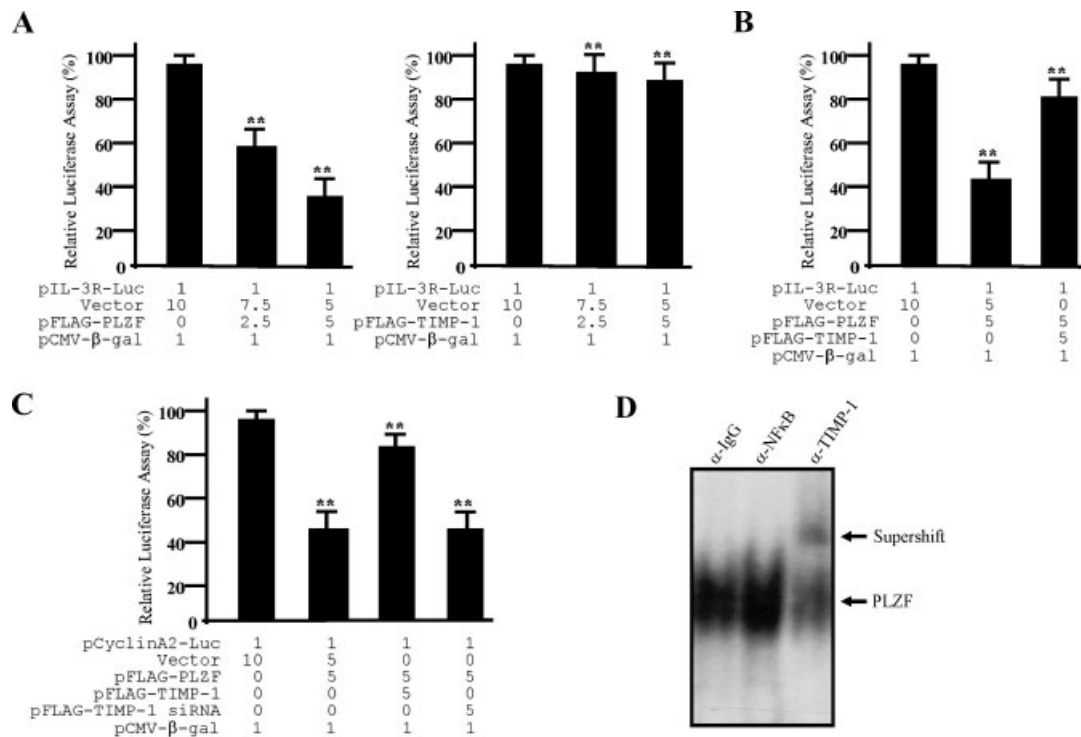 A
Relative Luciferase Assay (%)
100
80
60
40
20
0
**
**
pIL-3R-Luc 1 1 1
Vector 10 7.5 5
pFLAG-PLZF 0 2.5 5
pCMV-β-gal 1 1 1
Relative Luciferase Assay (%)
100
80
60
40
20
0
**
**
pIL-3R-Luc 1 1 1
Vector 10 7.5 5
pFLAG-TIMP-1 0 2.5 5
pCMV-β-gal 1 1 1
B
Relative Luciferase Assay (%)
100
80
60
40
20
0
**
**
pIL-3R-Luc 1 1 1
Vector 10 5 0
pFLAG-PLZF 0 5 5
pFLAG-TIMP-1 0 0 5
pCMV-β-gal 1 1 1
C
Relative Luciferase Assay (%)
100
80
60
40
20
0
**
**
**
pCyclinA2-Luc 1 1 1 1
Vector 10 5 0 0
pFLAG-PLZF 0 5 5 5
pFLAG-TIMP-1 0 0 5 0
pFLAG-TIMP-1 siRNA 0 0 0 5
pCMV-β-gal 1 1 1 1
D
α-IgG
α-NFκB
α-TIMP-1
Supershift
PLZF